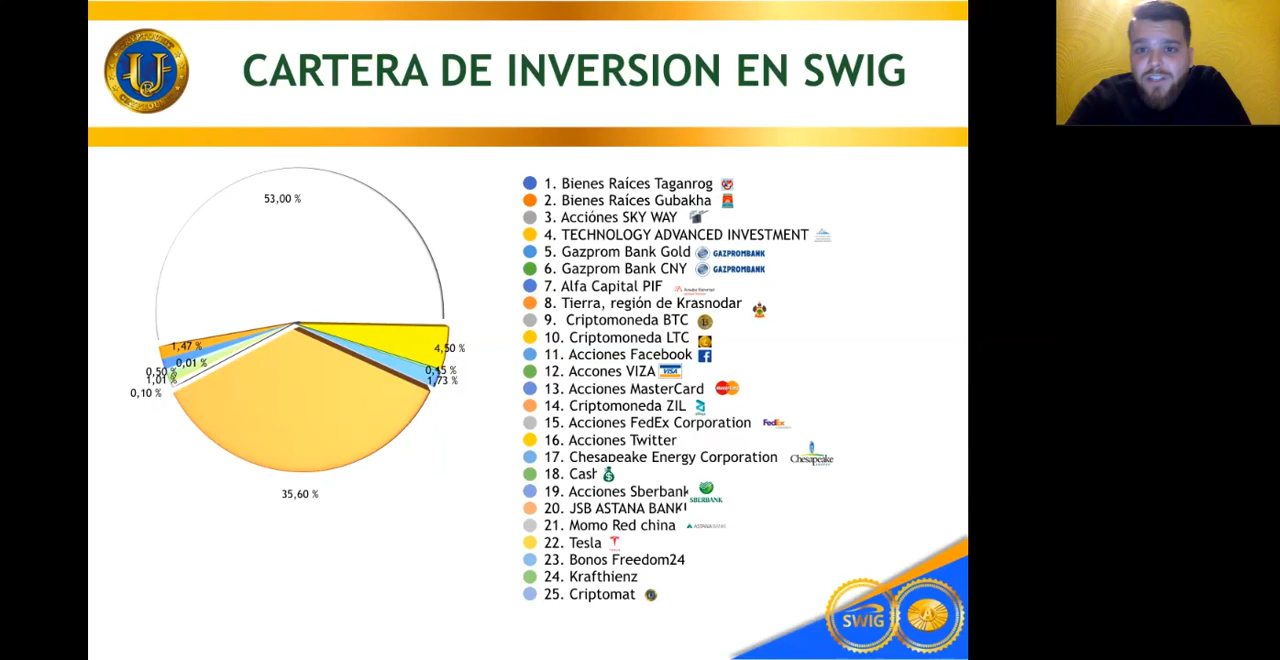 CARTERA DE INVERSION EN SWIG
53,00 %
1,47 %
0,01 %
0,50 %
1,01 %
0,10 %
35,60 %
4,50 %
0,15 %
1,73 %
1. Bienes Raíces Taganrog
2. Bienes Raíces Gubakha
3. Acciónes SKY WAY
4. TECHNOLOGY ADVANCED INVESTMENT
5. Gazprom Bank Gold GAZPROMBANK
6. Gazprom Bank CNY GAZPROMBANK
7. Alfa Capital PIF
8. Tierra, región de Krasnodar
9. Criptomoneda BTC
10. Criptomoneda LTC
11. Acciones Facebook
12. Accones VIZA VISA
13. Acciones MasterCard MasterCard
14. Criptomoneda ZIL
15. Acciones FedEx Corporation FedEx
16. Acciones Twitter
17. Chesapeake Energy Corporation Chesapeake
18. Cash
19. Acciones Sberbank SBERBANK
20. JSB ASTANA BANK
21. Momo Red china ASTANA BANK
22. Tesla
23. Bonos Freedom24
24. Krafthienz
25. Criptomat
SWIG